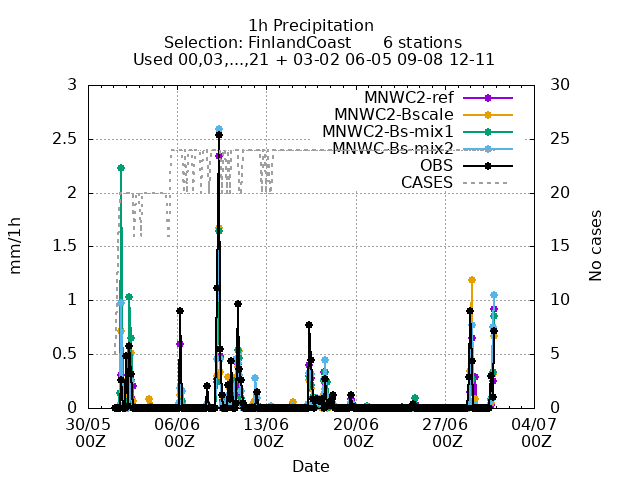 1h Precipitation
Selection: FinlandCoast 6 stations
Used 00,03,...,21 + 03-02 06-05 09-08 12-11
3 30
MNWC2-ref
MNWC2-Bscale
2.5 25
MNWC2-Bs-mix1
MNWC-Bs-mix2
OBS
CASES
2 20
1.5 15
mm/1h No cases
1 10
0.5 5
0 0
30/05 06/06 13/06 20/06 27/06 04/07
00Z 00Z 00Z 00Z 00Z 00Z
Date